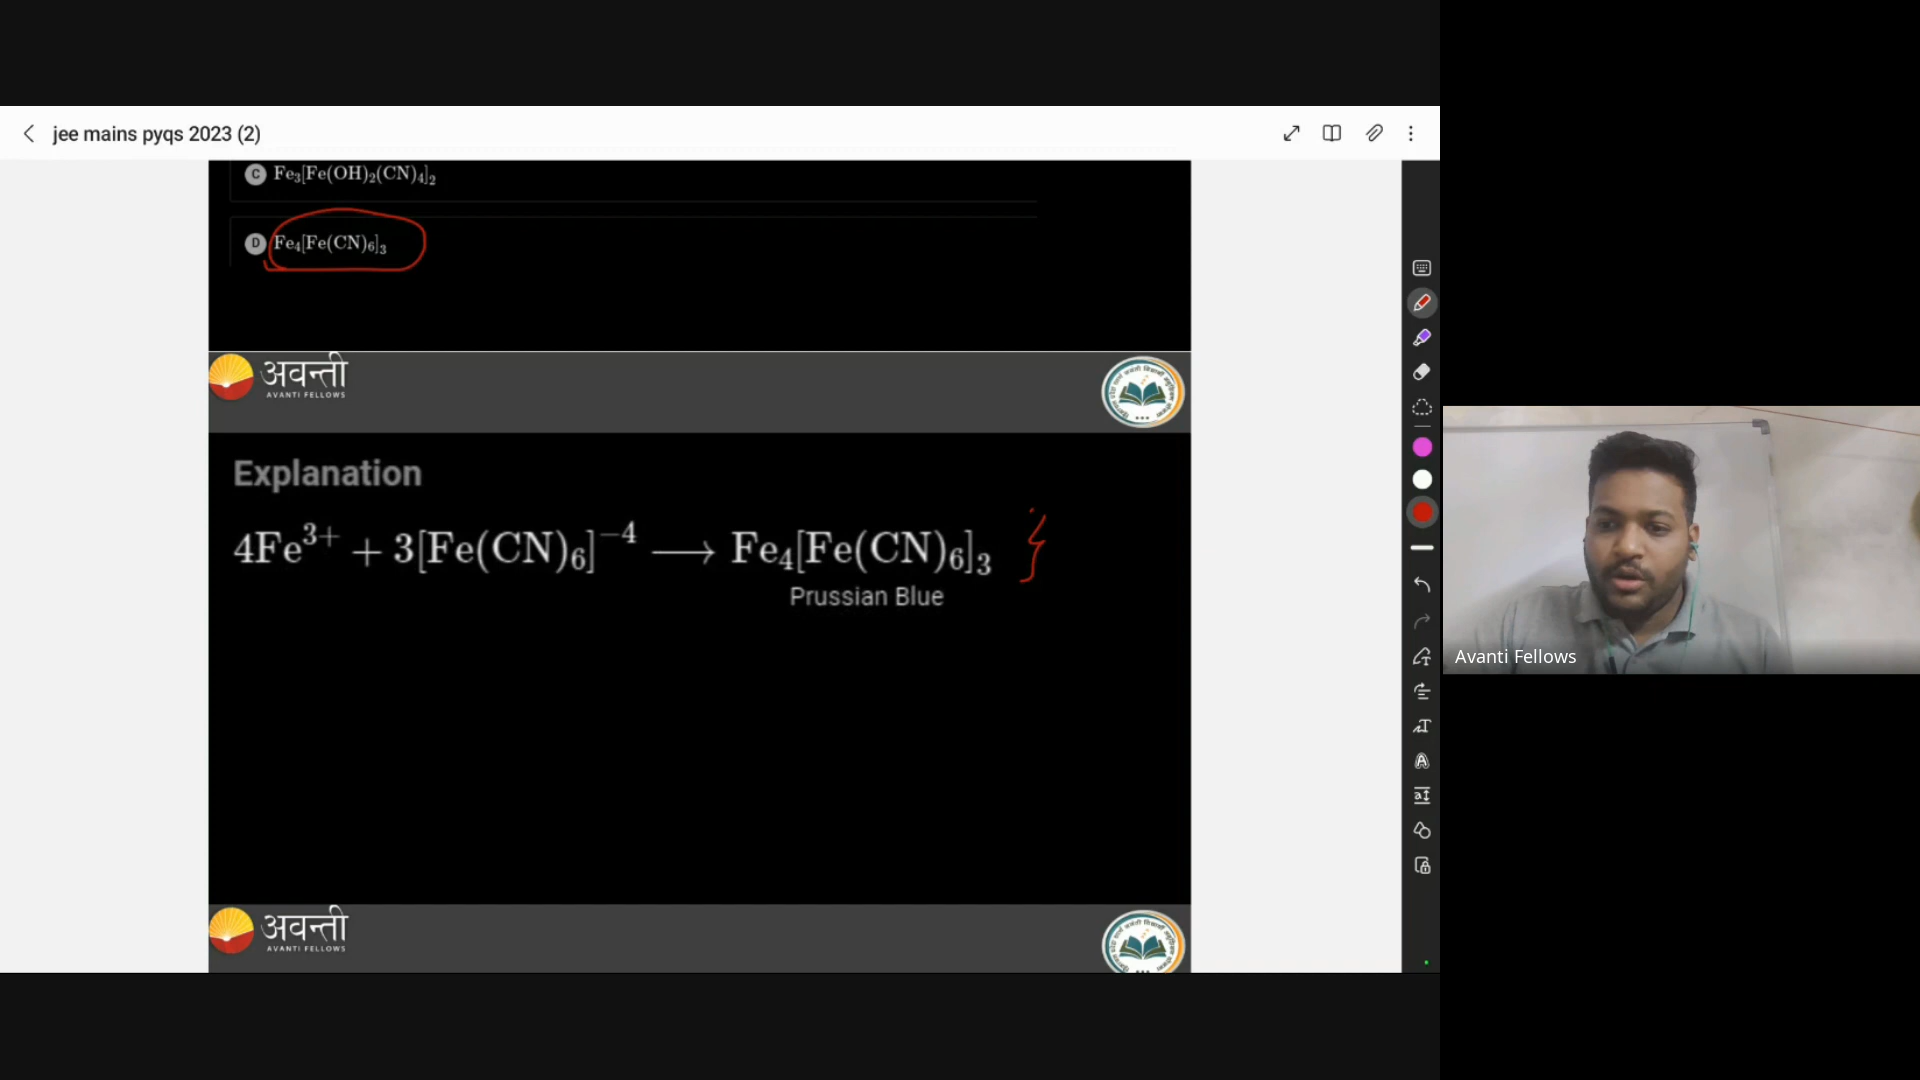 jee mains pyqs 2023 (2)
C Fe₃[Fe(OH)₂(CN)₄]₂
D Fe₄[Fe(CN)₆]₃
अवन्ती
AVANTI FELLOWS
Explanation
4Fe³⁺ + 3[Fe(CN)₆]⁻⁴ ⟶ Fe₄[Fe(CN)₆]₃
Prussian Blue
Avanti Fellows
अवन्ती
AVANTI FELLOWS